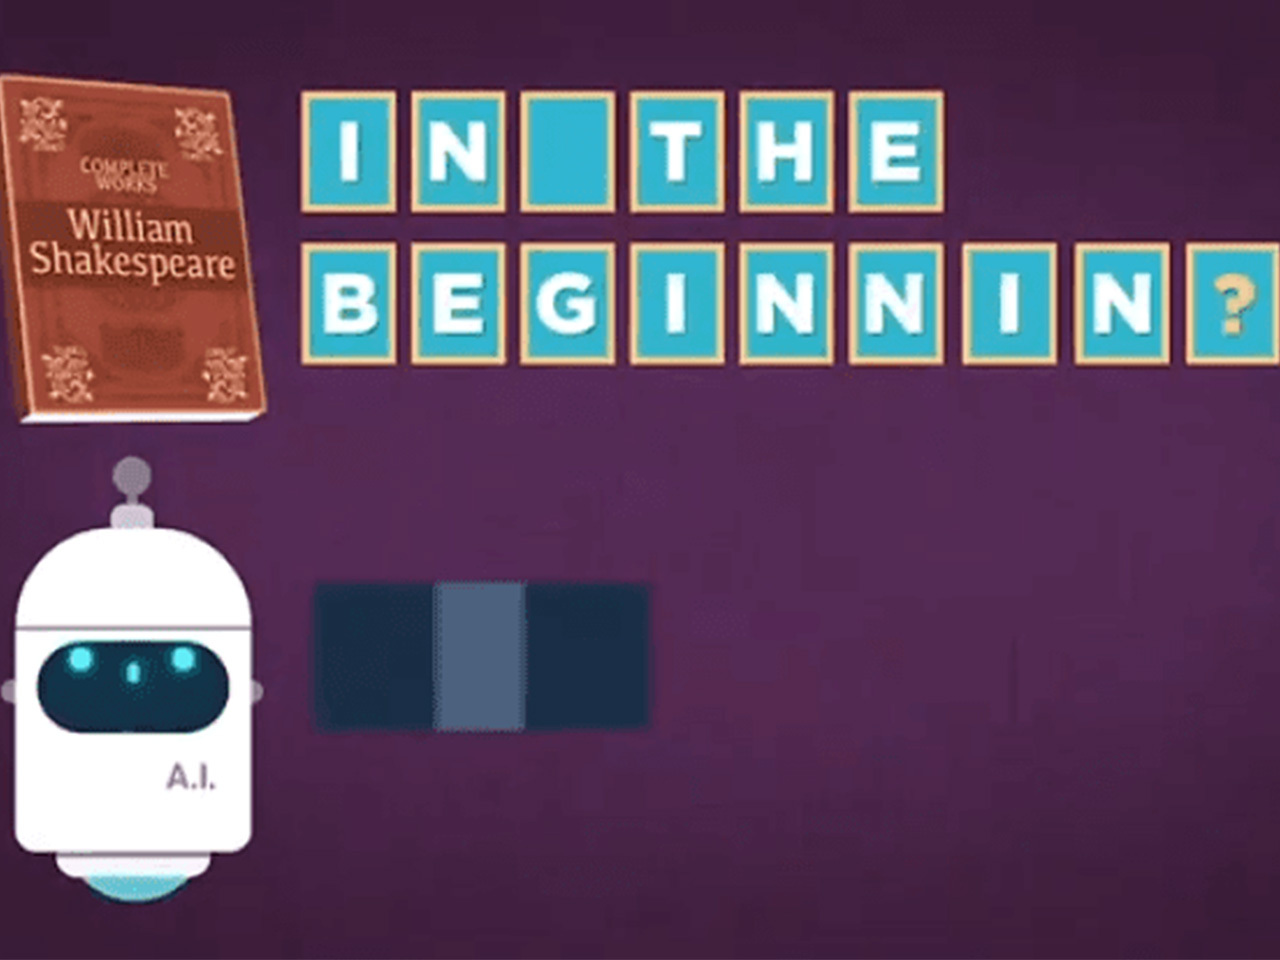 COMPLETE
WORKS
William
Shakespeare
IN THE
BEGINNIN?
A.I.